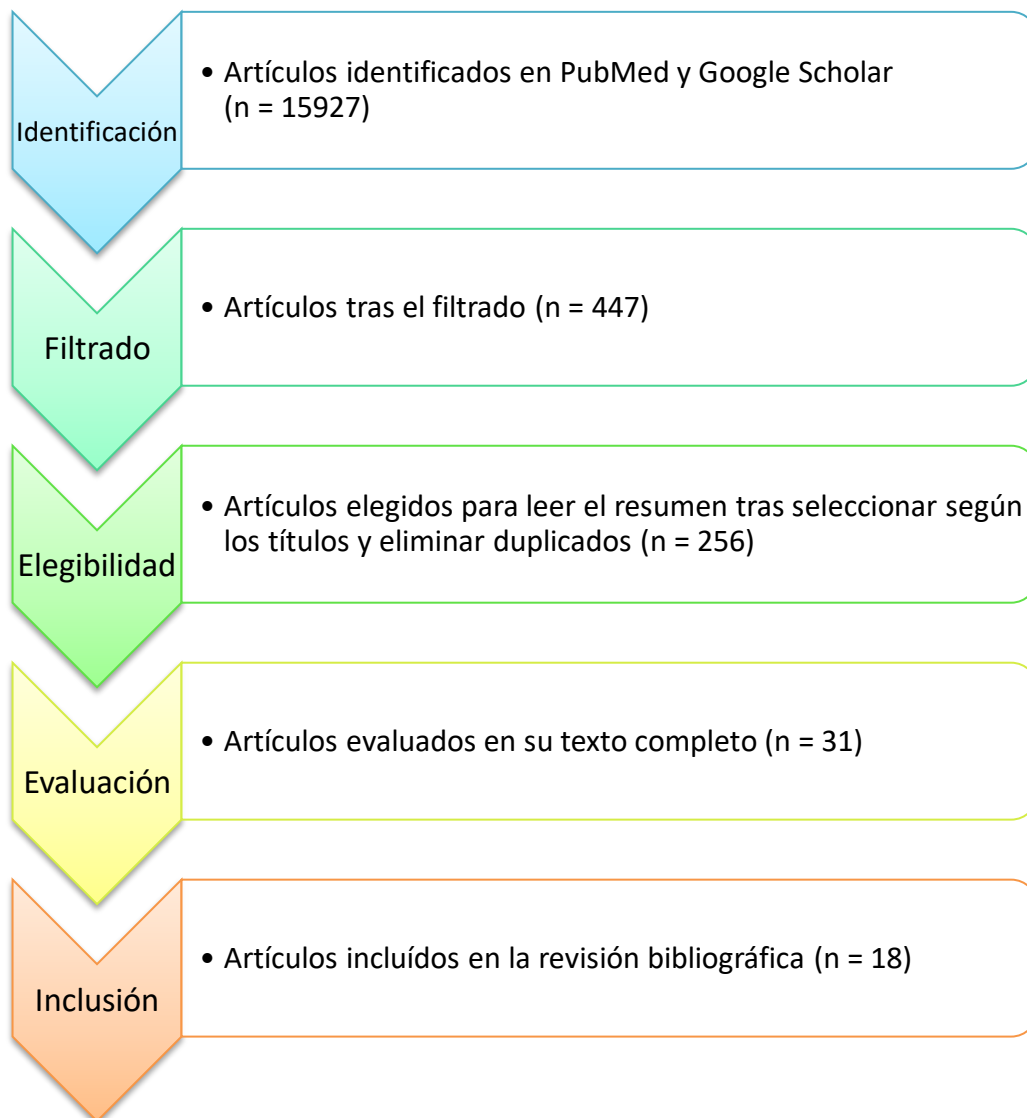 Identificación
• Artículos identificados en PubMed y Google Scholar
(n = 15927)
Filtrado
• Artículos tras el filtrado (n = 447)
Elegibilidad
• Artículos elegidos para leer el resumen tras seleccionar según
los títulos y eliminar duplicados (n = 256)
Evaluación
• Artículos evaluados en su texto completo (n = 31)
Inclusión
• Artículos incluídos en la revisión bibliográfica (n = 18)